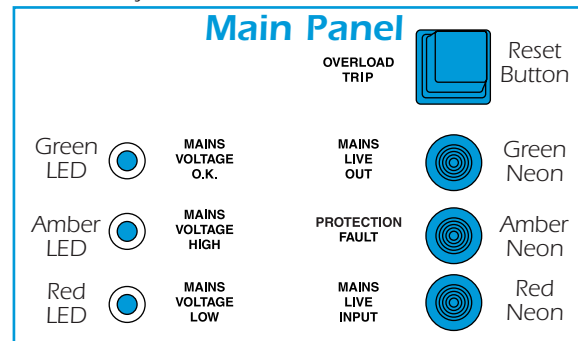 Main Panel
OVERLOAD
TRIP
Reset
Button
Green
LED
MAINS
VOLTAGE
O.K.
MAINS
LIVE
OUT
Green
Neon
Amber
LED
MAINS
VOLTAGE
HIGH
PROTECTION
FAULT
Amber
Neon
Red
LED
MAINS
VOLTAGE
LOW
MAINS
LIVE
INPUT
Red
Neon